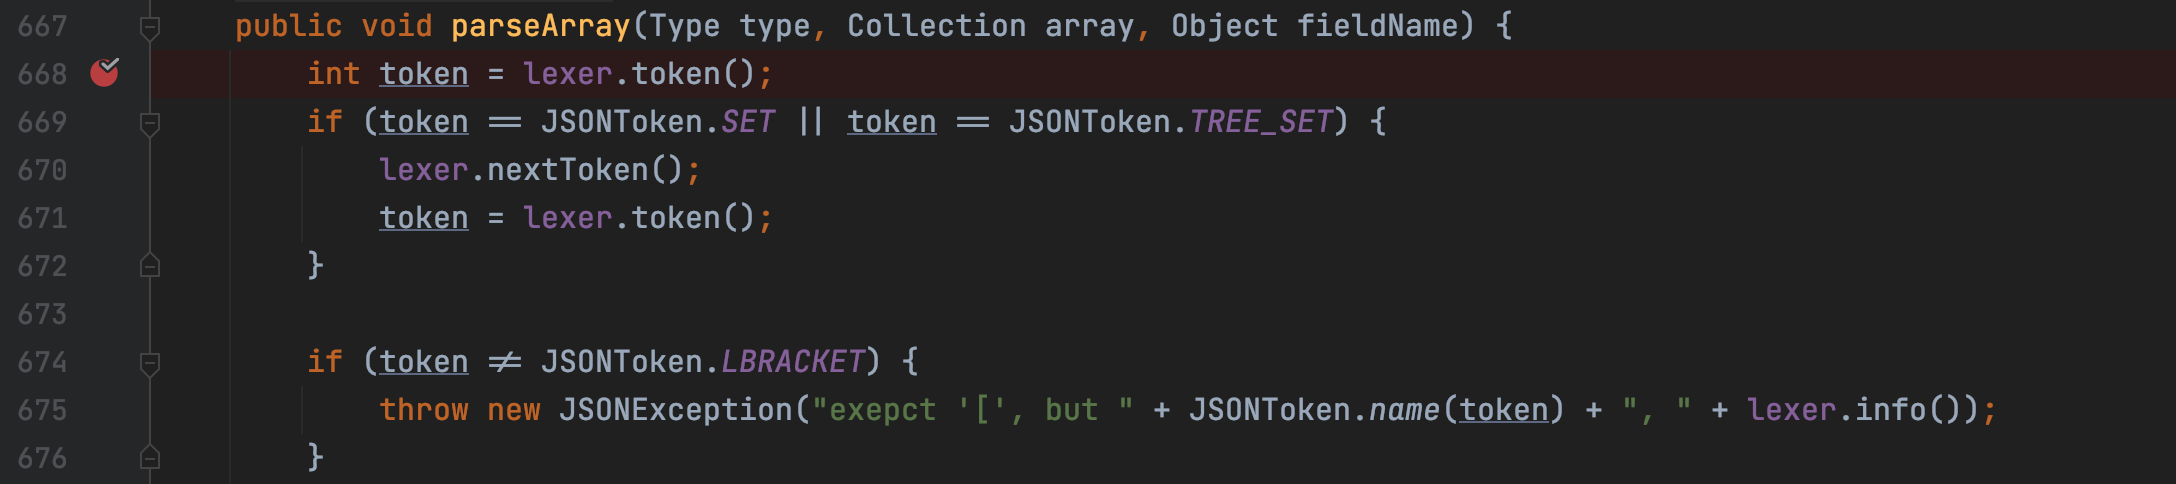 667 public void parseArray(Type type, Collection array, Object fieldName) {
668 int token = lexer.token();
669 if (token == JSONToken.SET || token == JSONToken.TREE_SET) {
670 lexer.nextToken();
671 token = lexer.token();
672 }
673
674 if (token != JSONToken.LBRACKET) {
675 throw new JSONException("exepct '[', but " + JSONToken.name(token) + ", " + lexer.info());
676 }